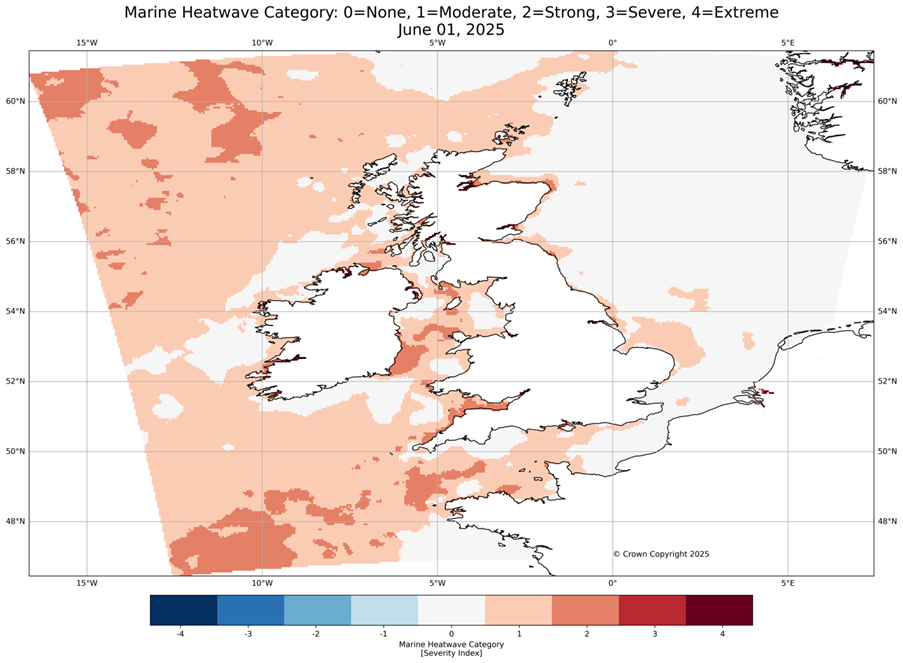 Marine Heatwave Category: 0=None, 1=Moderate, 2=Strong, 3=Severe, 4=Extreme
June 01, 2025
15°W 10°W 5°W 0° 5°E
60°N 60°N
58°N 58°N
56°N 56°N
54°N 54°N
52°N 52°N
50°N 50°N
48°N 48°N
© Crown Copyright 2025
15°W 10°W 5°W 0° 5°E
-4 -3 -2 -1 0 1 2 3 4
Marine Heatwave Category
[Severity Index]